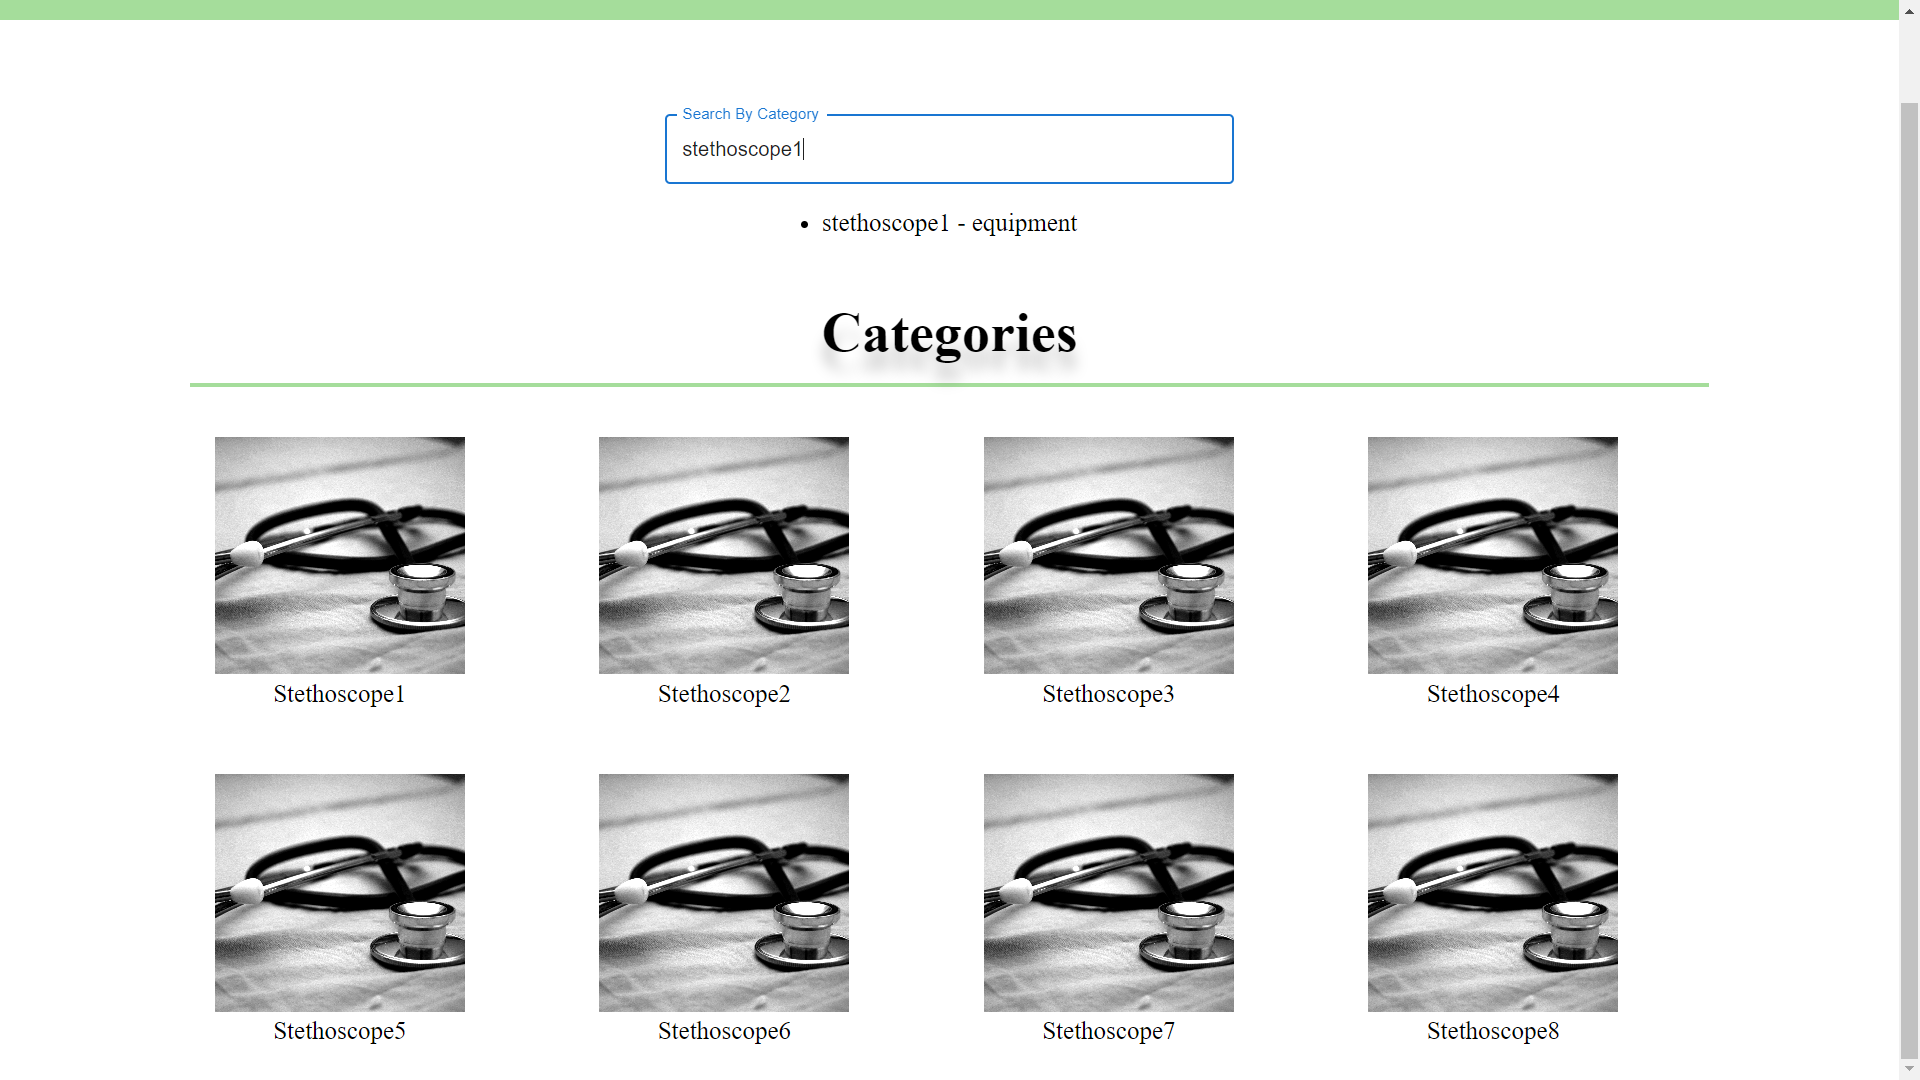 Search By Category
stethoscope1
• stethoscope1 - equipment
Categories
Stethoscope1
Stethoscope2
Stethoscope3
Stethoscope4
Stethoscope5
Stethoscope6
Stethoscope7
Stethoscope8